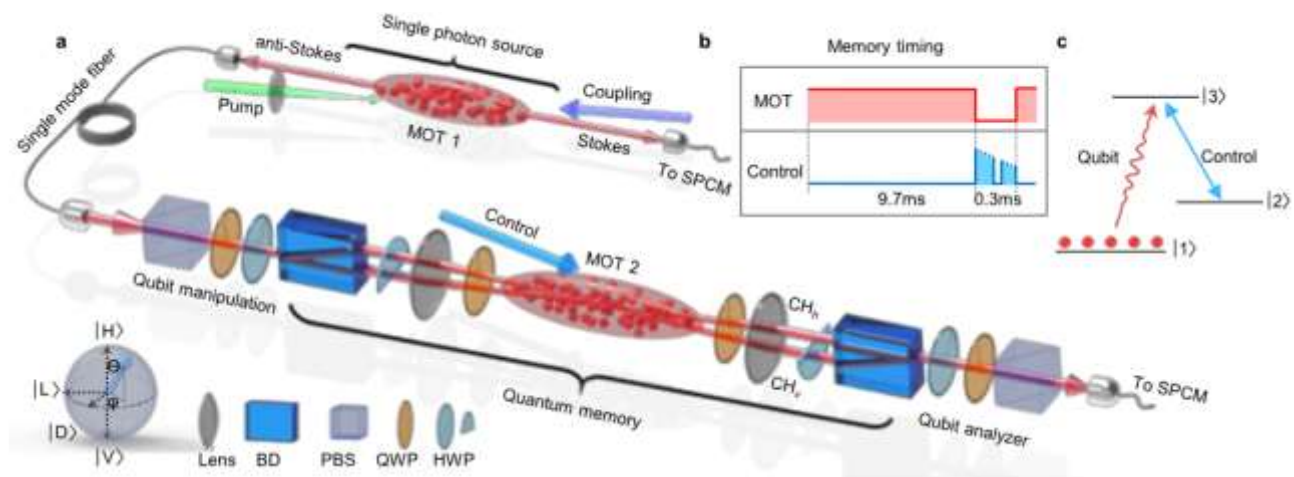 a
Single photon source
anti-Stokes
Single mode fiber
Pump
MOT 1
Coupling
Stokes
To SPCM
Control
MOT 2
Qubit manipulation
CHₕ
CHᵥ
Quantum memory
Qubit analyzer
To SPCM
|H⟩
Θ
|L⟩
φ
|D⟩
|V⟩
Lens BD PBS QWP HWP
b
Memory timing
MOT
Control
9.7ms 0.3ms
c
|3⟩
Qubit
Control
|2⟩
|1⟩